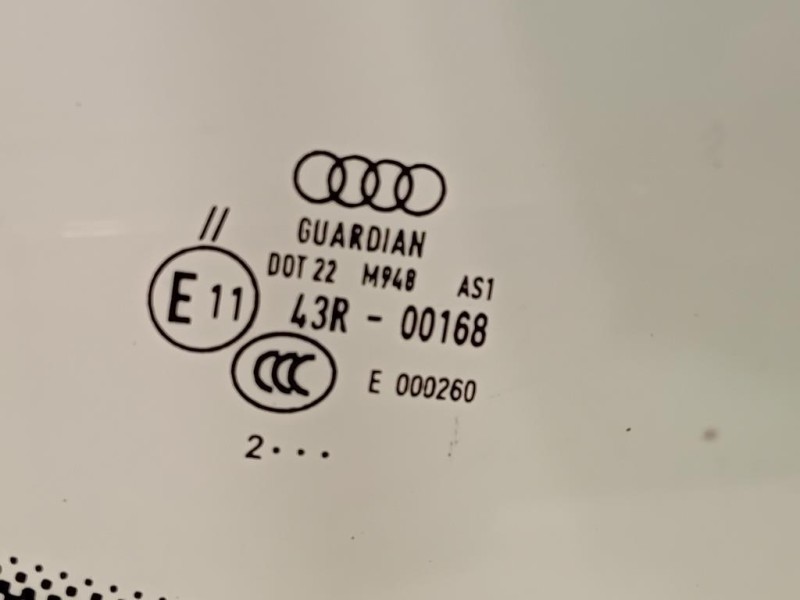 GUARDIAN
//
DOT 22 M948 AS1
E 11
43R - 00168
CCC
E 000260
2...